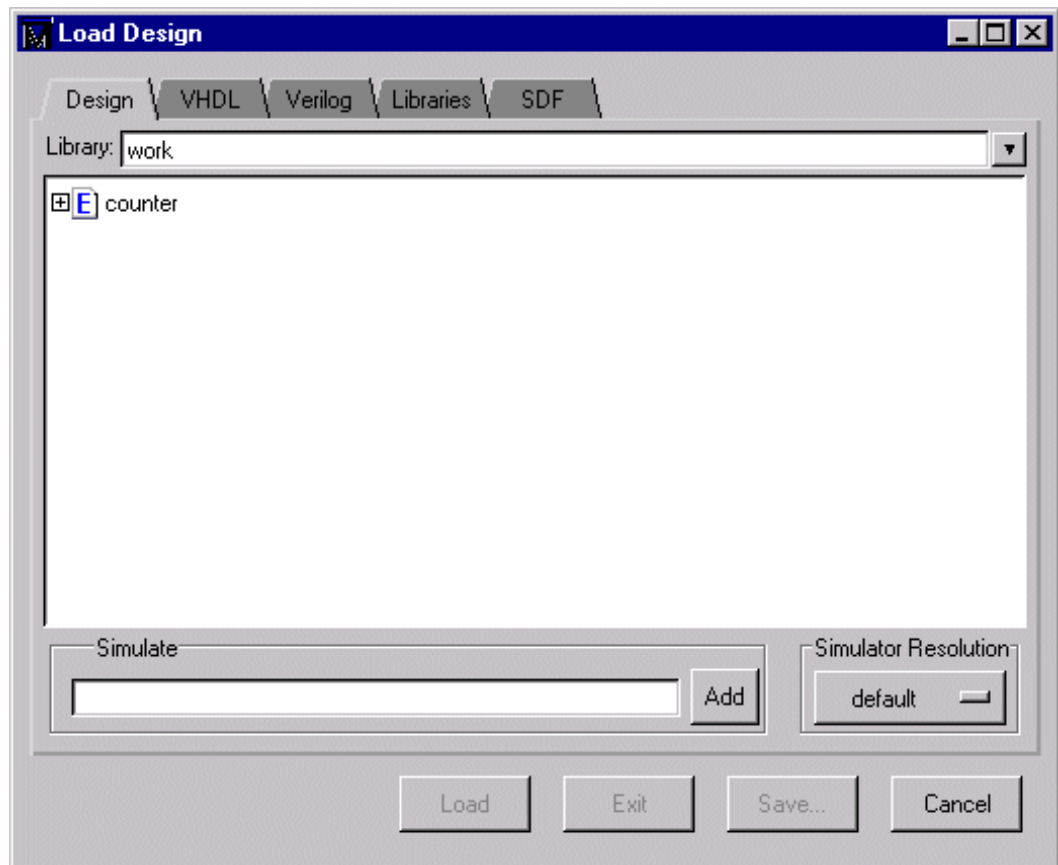 Load Design
Design VHDL Verilog Libraries SDF
Library: work
E counter
Simulate Simulator Resolution
Add default
Load Exit Save... Cancel